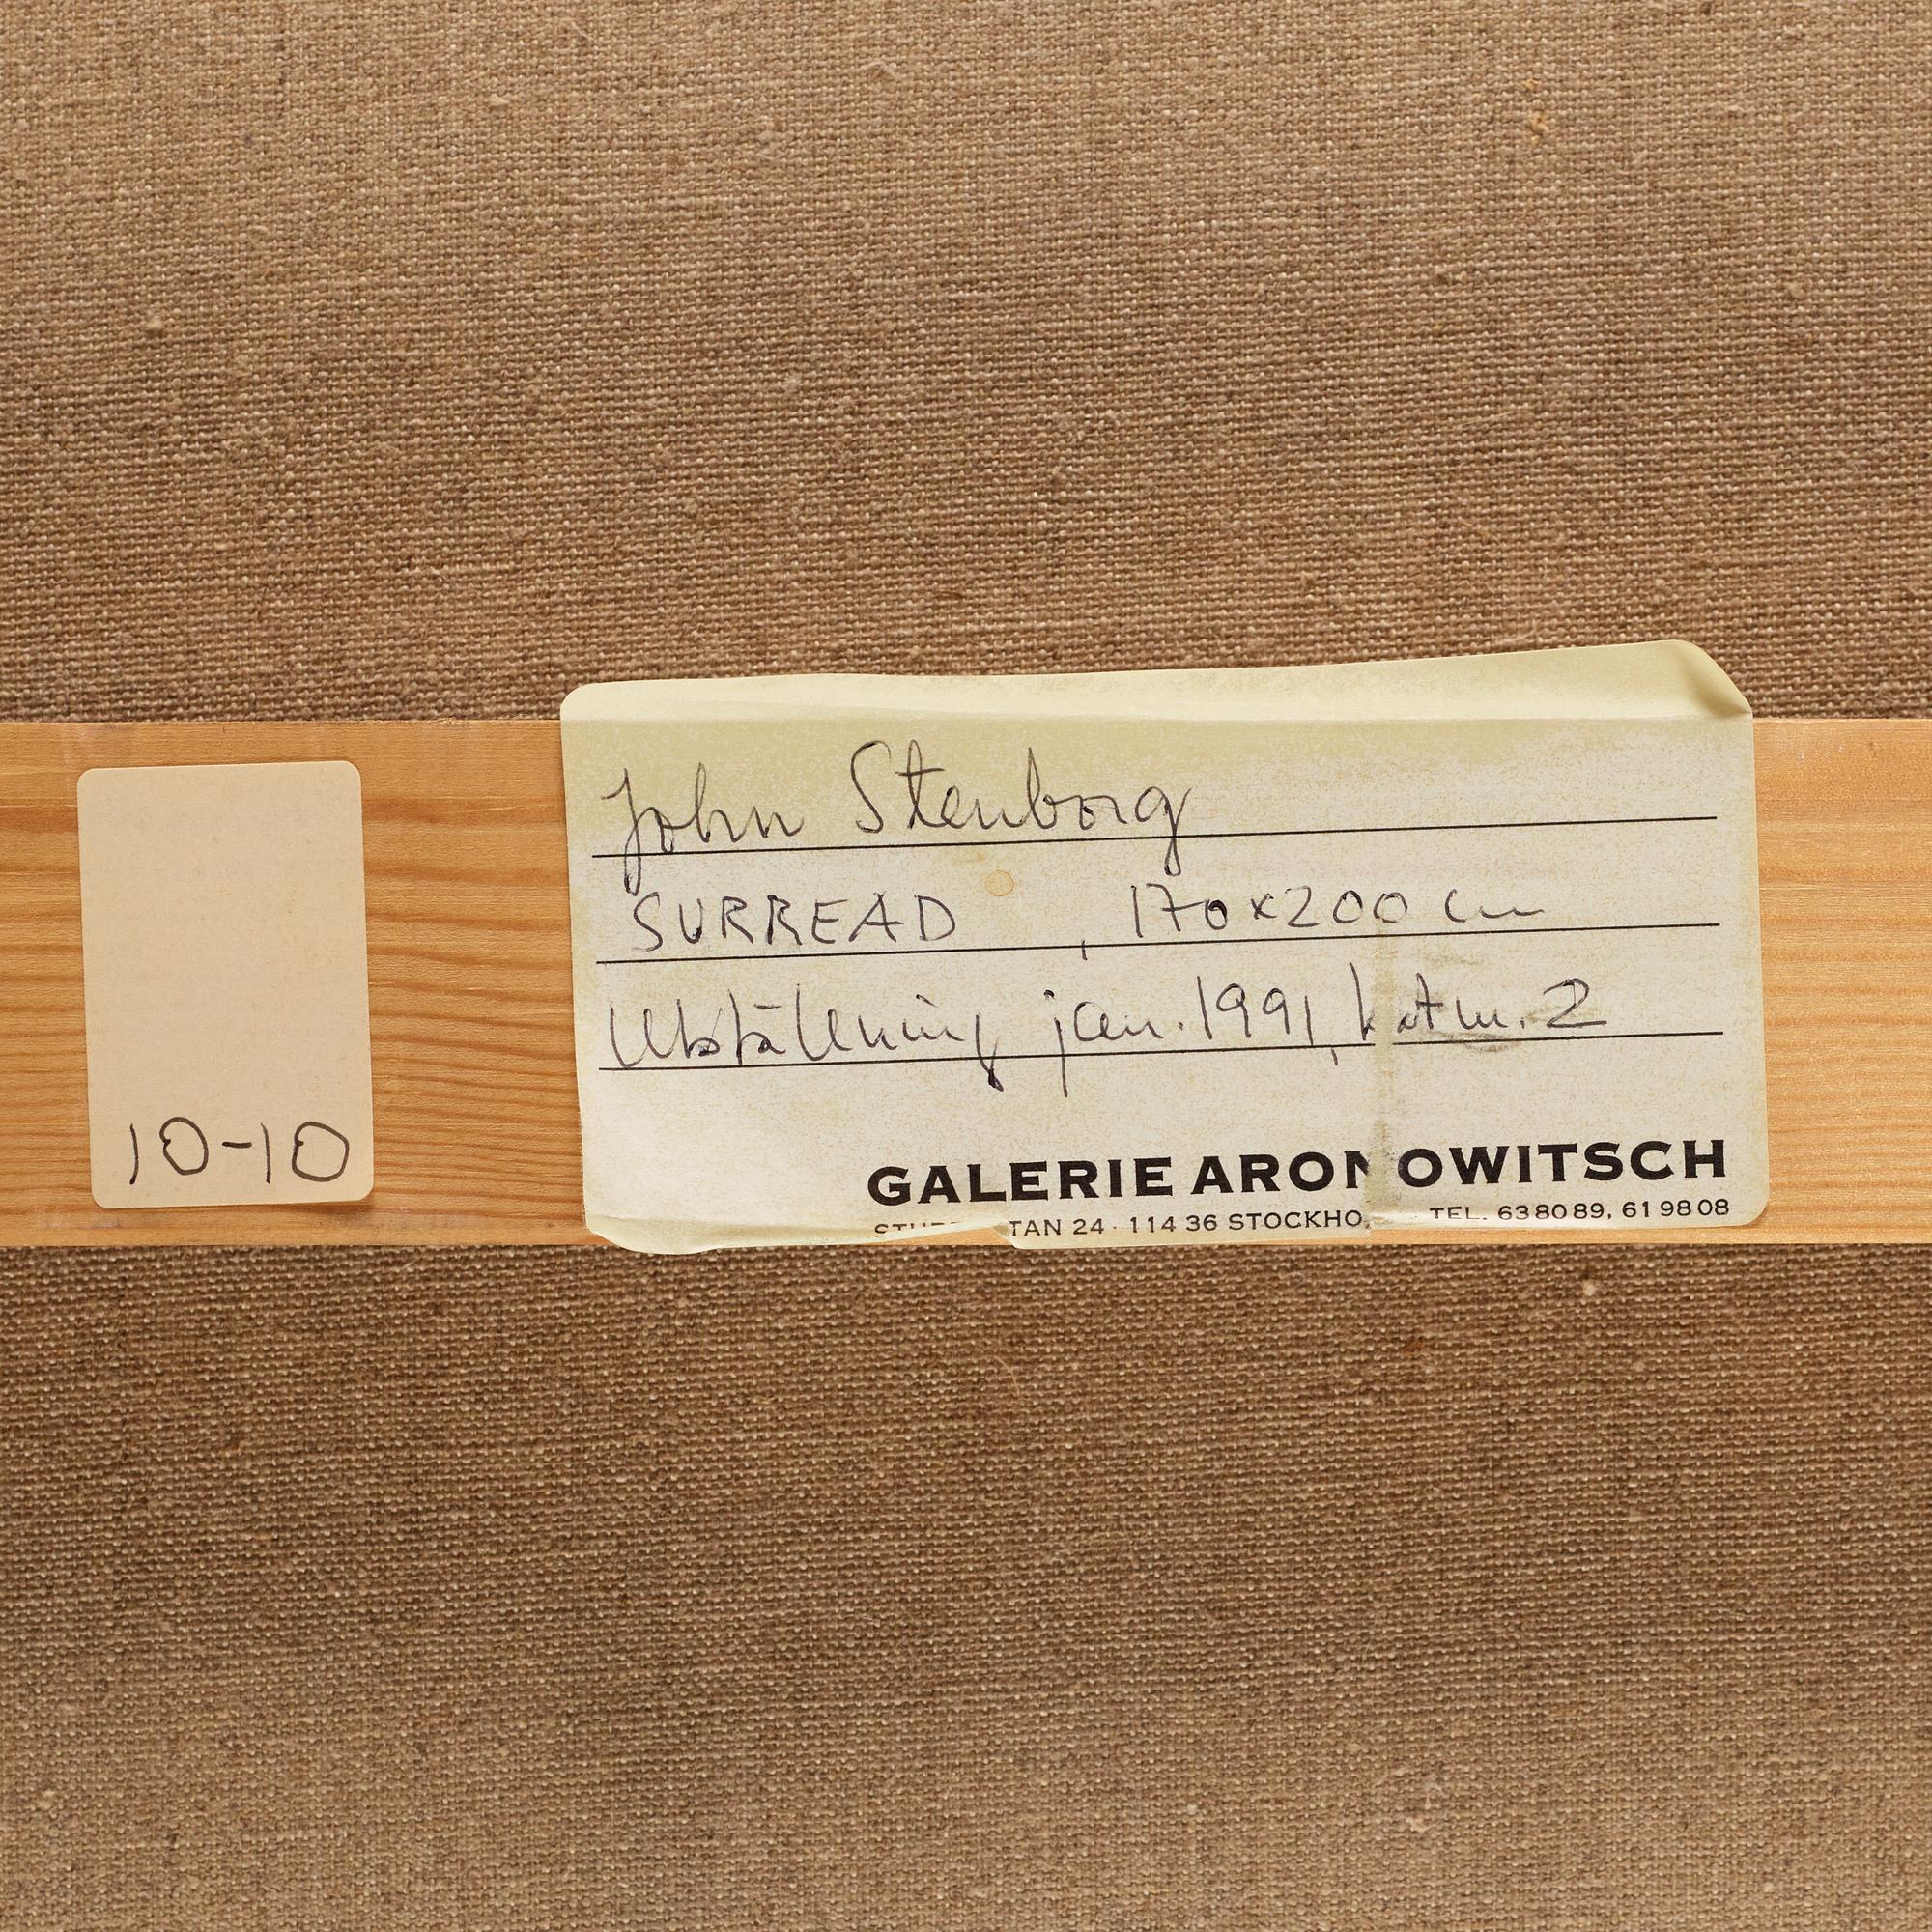 John Stenborg
SURREAD, 170x200 cm
Utställning jan. 1991, kat nr. 2
GALERIE ARONOWITSCH
TAN 24 · 114 36 STOCKHO TEL. 63 80 89, 61 98 08
10-10